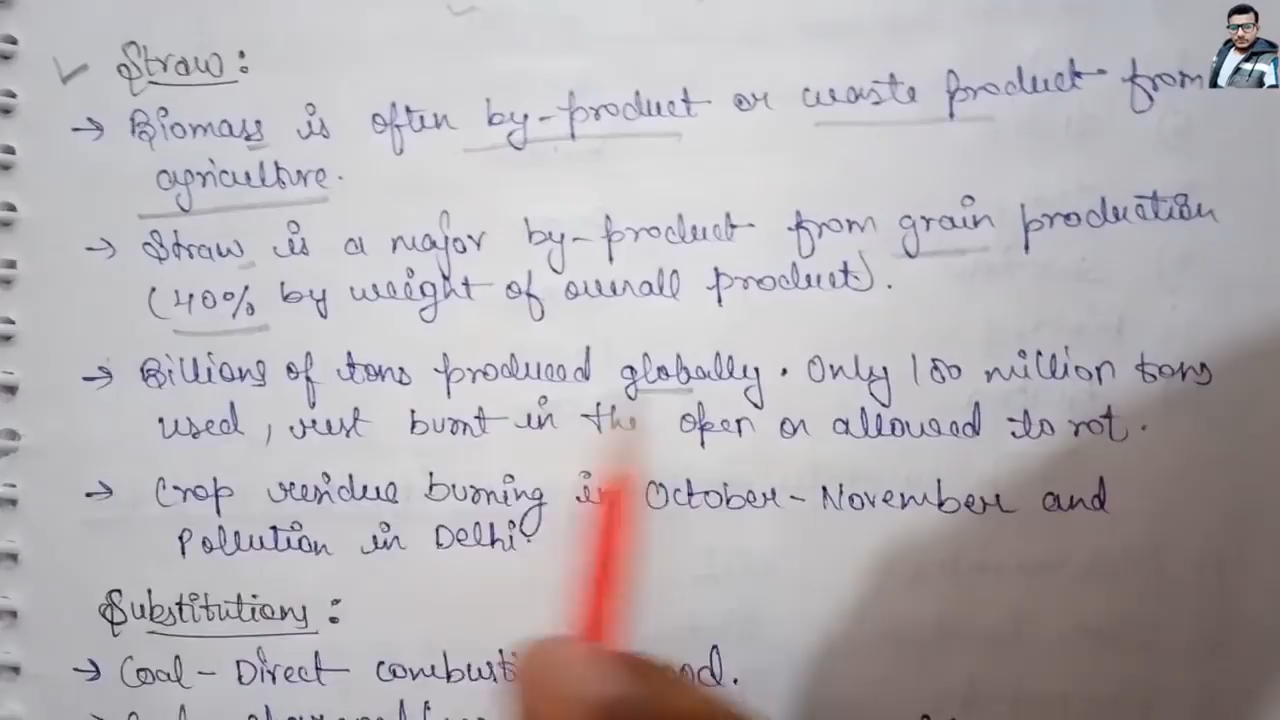 Straw:
→ Biomass is often by-product or waste product from
agriculture.
→ Straw is a major by-product from grain production
(40% by weight of overall product).
→ Billions of tons produced globally. Only 100 million tons
used, rest burnt in the open or allowed to rot.
→ Crop residue burning in October-November and
Pollution in Delhi.
Substitutions:
→ Coal - Direct